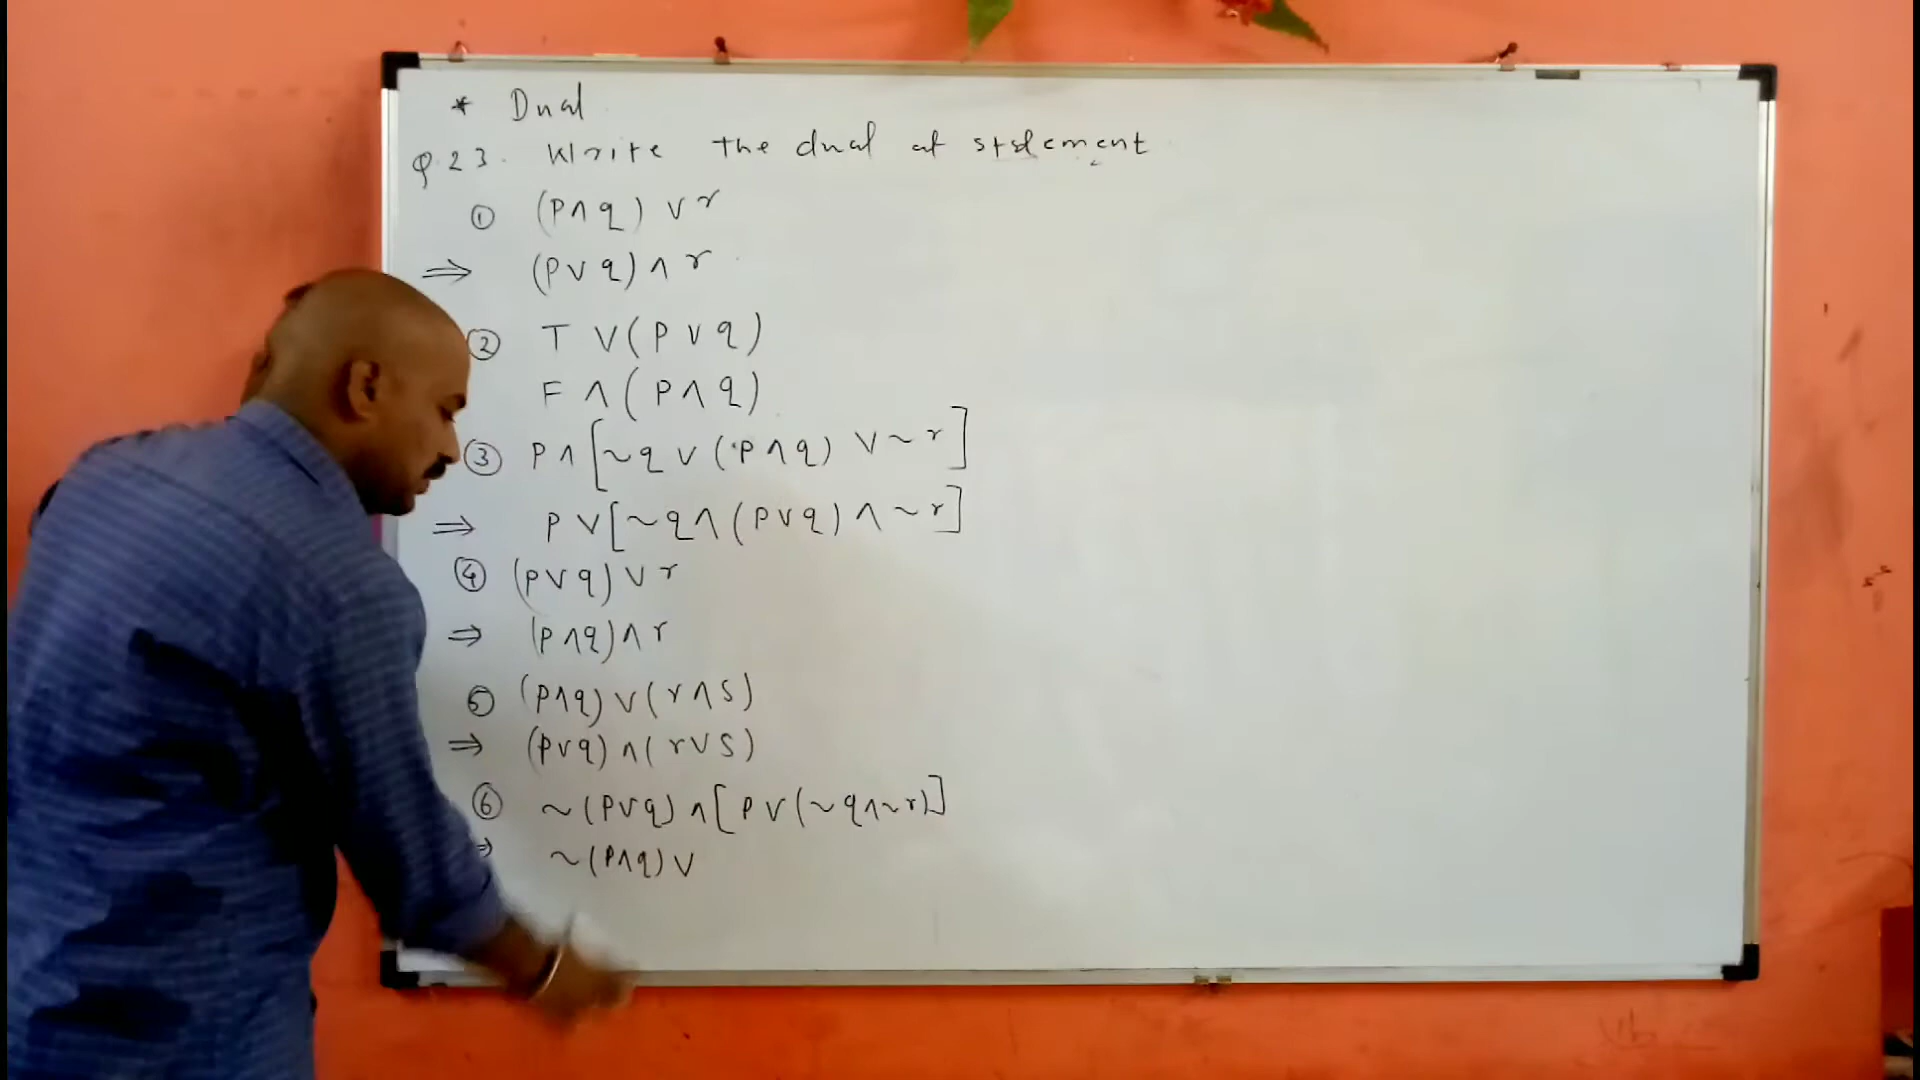 * Dual
Q.23. Write the dual of statement
① (P∧q) ∨ r
⇒ (P∨q) ∧ r
② T ∨ (P ∨ q)
F ∧ (P ∧ q)
③ P ∧ [~q ∨ (P ∧ q) ∨ ~r]
⇒ P ∨ [~q ∧ (P∨q) ∧ ~r]
④ (P∨q) ∨ r
⇒ (P∧q) ∧ r
⑤ (P∧q) ∨ (r∧s)
⇒ (P∨q) ∧ (r∨s)
⑥ ~(P∨q) ∧ [P∨(~q∧~r)]
⇒ ~(P∧q) ∨